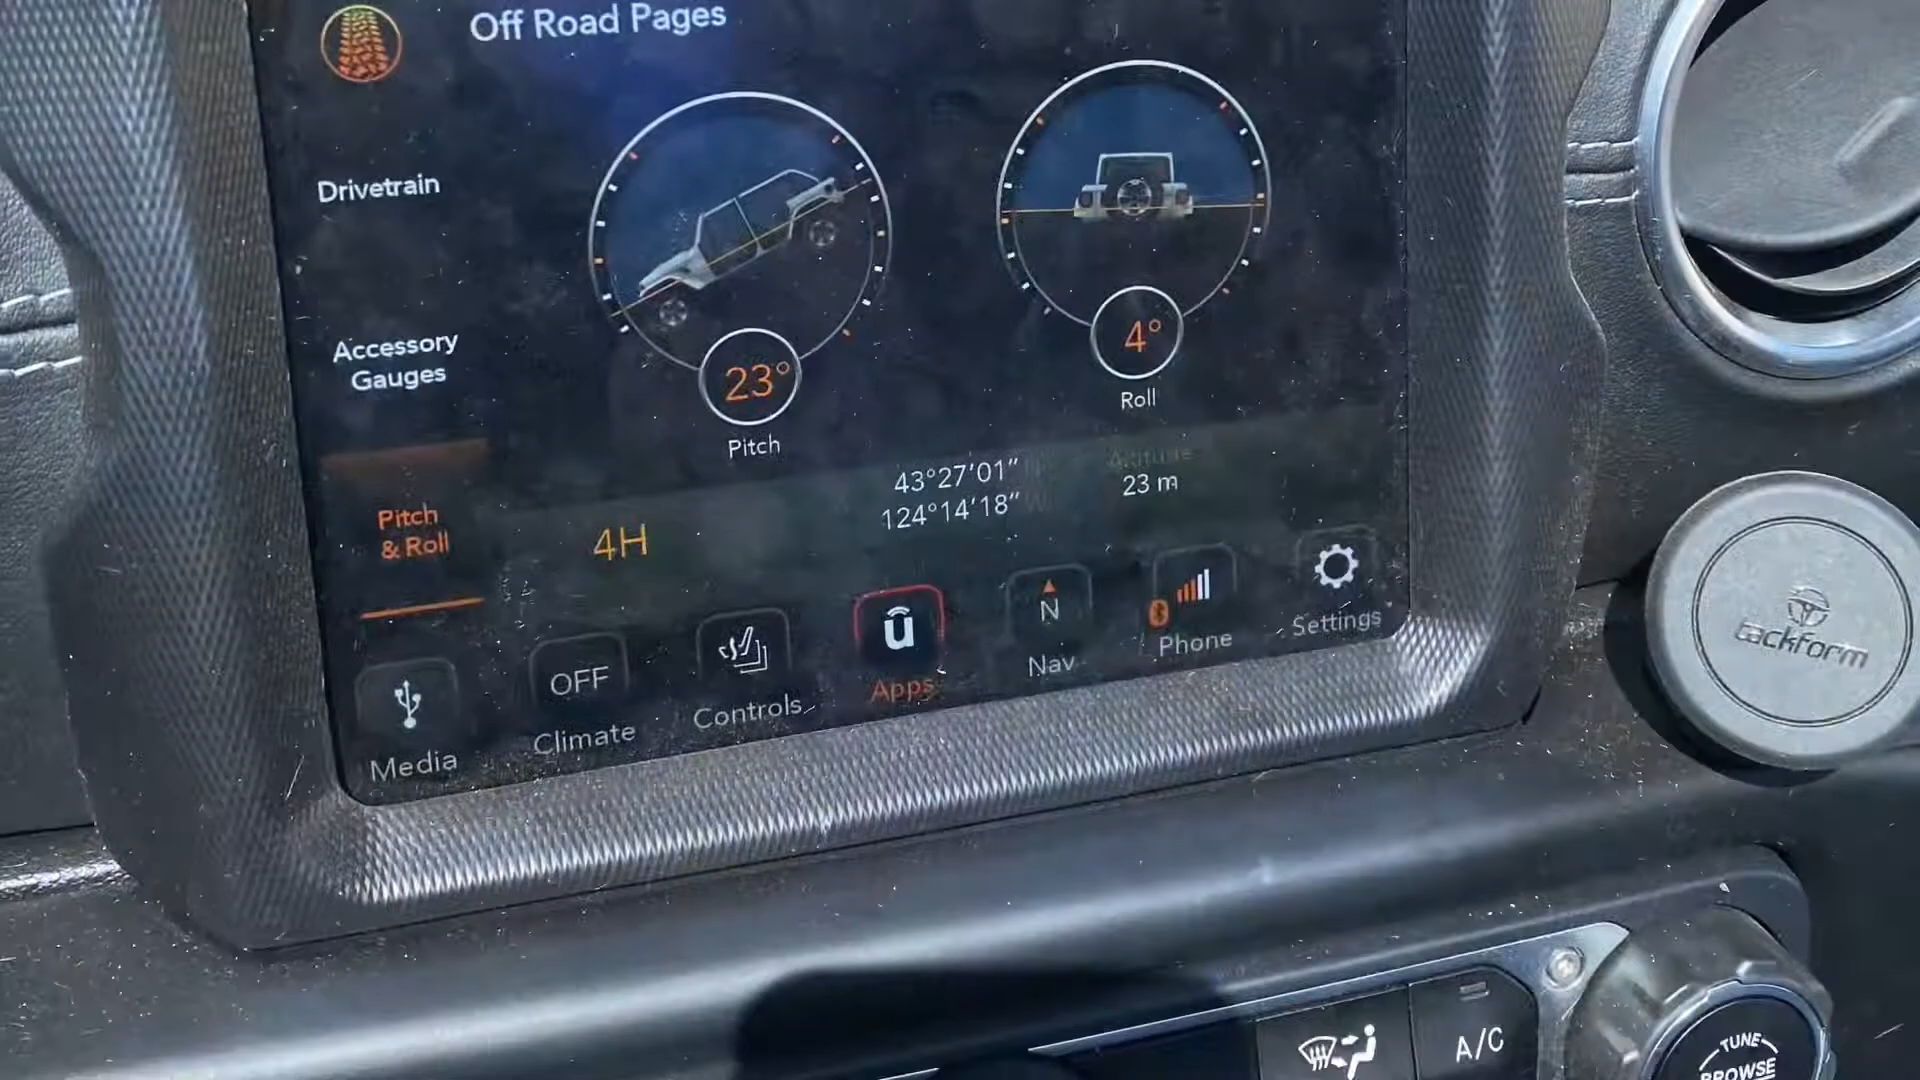 Off Road Pages
Drivetrain
Accessory
Gauges
Pitch
& Roll
23°
Pitch
4°
Roll
4H
43°27'01"
124°14'18"
Altitude
23 m
Media
OFF
Climate
Controls
u
Apps
N
Nav
Phone
Settings
tackform
A/C
TUNE
BROWSE